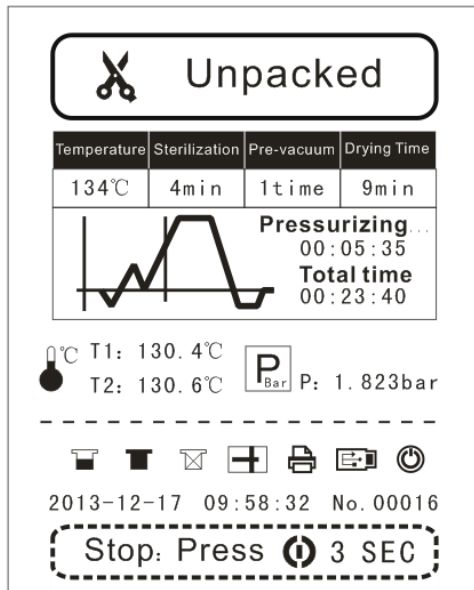 Unpacked
Temperature Sterilization Pre-vacuum Drying Time
134℃ 4min 1time 9min
Pressurizing...
00:05:35
Total time
00:23:40
℃ T1: 130.4℃
T2: 130.6℃
P
Bar P: 1.823bar
2013-12-17 09:58:32 No.00016
Stop: Press 3 SEC